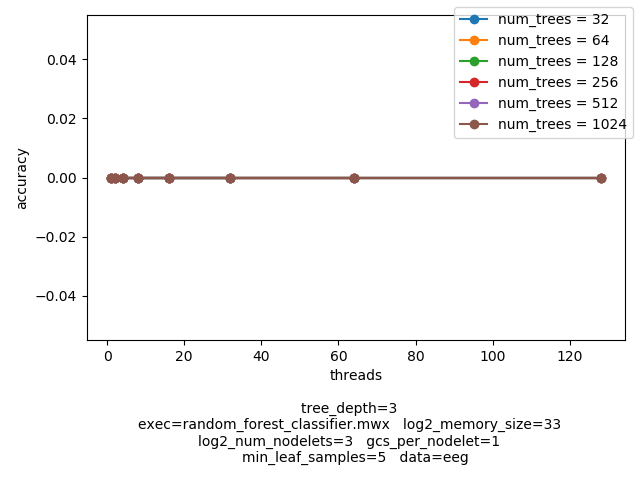 num_trees = 32
num_trees = 64
num_trees = 128
num_trees = 256
num_trees = 512
num_trees = 1024
0.04
0.02
0.00
−0.02
−0.04
accuracy
0 20 40 60 80 100 120
threads
tree_depth=3
exec=random_forest_classifier.mwx log2_memory_size=33
log2_num_nodelets=3 gcs_per_nodelet=1
min_leaf_samples=5 data=eeg